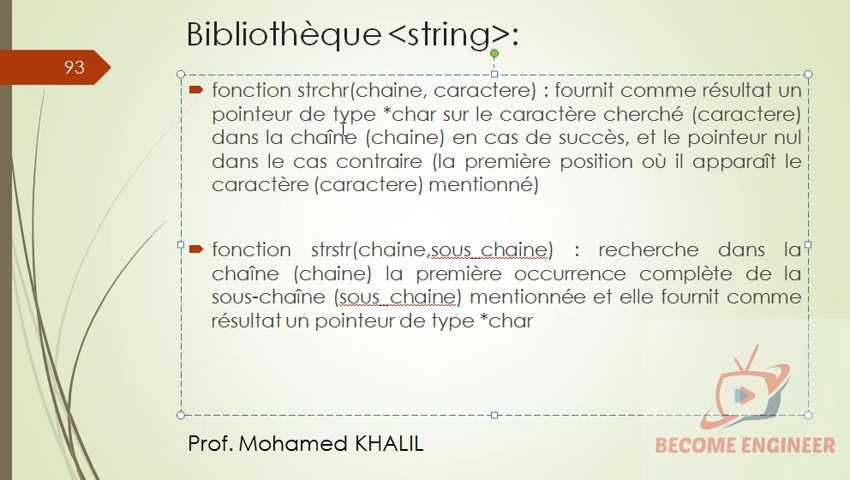 Bibliothèque <string>:
93
fonction strchr(chaine, caractere) : fournit comme résultat un
pointeur de type *char sur le caractère cherché (caractere)
dans la chaîne (chaine) en cas de succès, et le pointeur nul
dans le cas contraire (la première position où il apparaît le
caractère (caractere) mentionné)
fonction strstr(chaine,sous_chaine) : recherche dans la
chaîne (chaine) la première occurrence complète de la
sous-chaîne (sous_chaine) mentionnée et elle fournit comme
résultat un pointeur de type *char
Prof. Mohamed KHALIL
BECOME ENGINEER